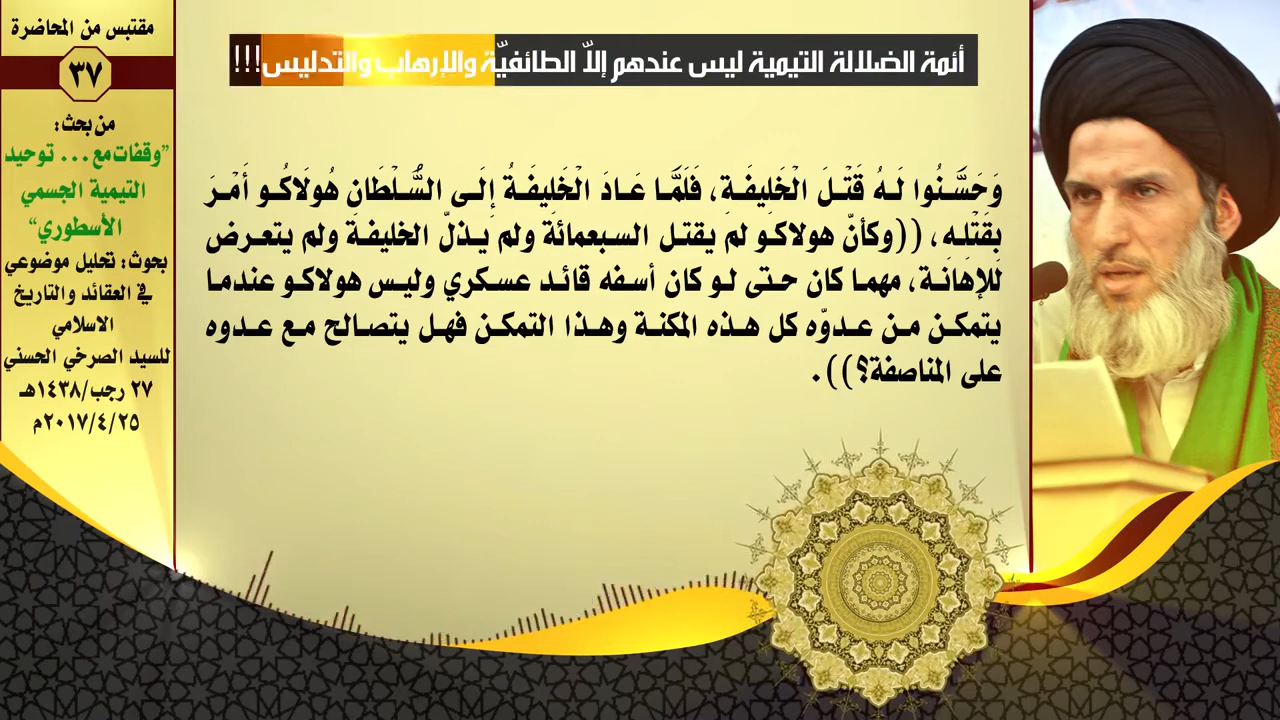 أئمة الضلالة التيمية ليس عندهم إلاّ الطائفيّة والإرهاب والتدليس!!!
وَحَسَّنُوا لَهُ قَتْلَ الْخَلِيفَةِ، فَلَمَّا عَادَ الْخَلِيفَةُ إِلَى السُّلْطَانِ هُولَاكُو أَمَرَ
بِقَتْلِهِ، ((وكأنّ هولاكو لم يقتل السبعمائة ولم يذلّ الخليفة ولم يتعرض
للإهانة، مهما كان حتى لو كان أسفه قائد عسكري وليس هولاكو عندما
يتمكن من عدوّه كل هذه المكنة وهذا التمكن فهل يتصالح مع عدوه
على المناصفة؟)).
مقتبس من المحاضرة
٣٧
من بحث:
"وقفات مع ... توحيد
التيمية الجسمي
الأسطوري"
بحوث: تحليل موضوعي
في العقائد والتاريخ
الاسلامي
للسيد الصرخي الحسني
٢٧ رجب/١٤٣٨هـ
٢٠١٧/٤/٢٥م